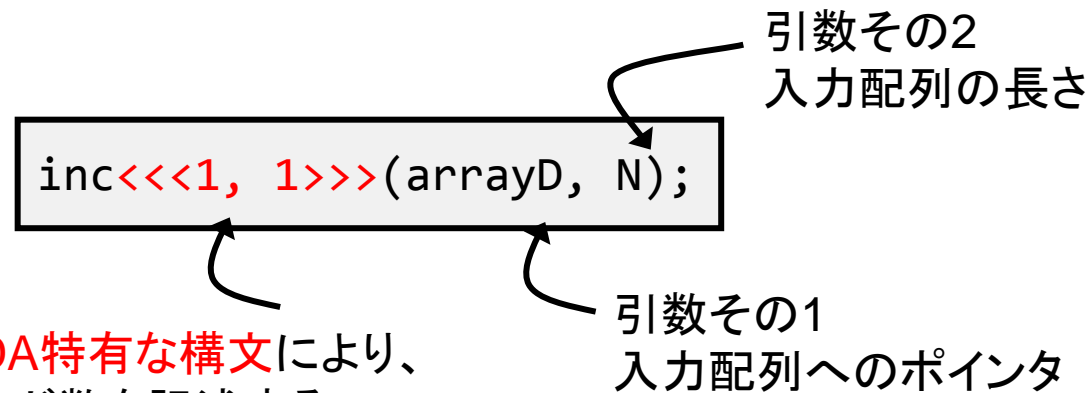 引数その2
入力配列の長さ
inc<<<1, 1>>>(arrayD, N);
引数その1
入力配列へのポインタ
DA特有な構文により、